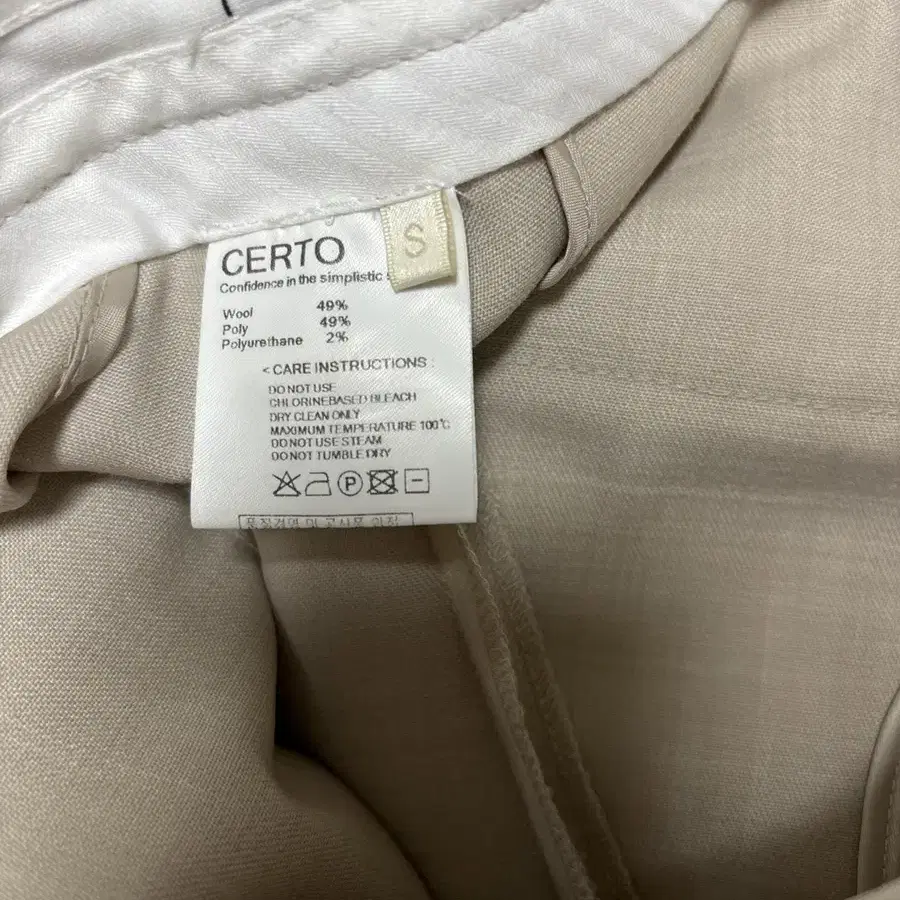 CERTO
S
Confidence in the simplistic
Wool 49%
Poly 49%
Polyurethane 2%
< CARE INSTRUCTIONS :
DO NOT USE
CHLORINEBASED BLEACH
DRY CLEAN ONLY
MAXIMUM TEMPERATURE 100℃
DO NOT USE STEAM
DO NOT TUMBLE DRY
P